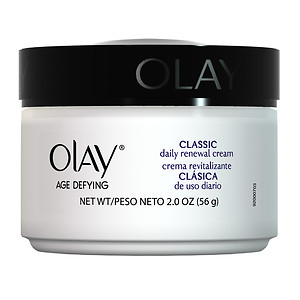 OLAY
OLAY®
AGE DEFYING
CLASSIC
daily renewal cream
crema revitalizante
CLÁSICA
de uso diario
NET WT/PESO NETO 2.0 OZ (56 g)